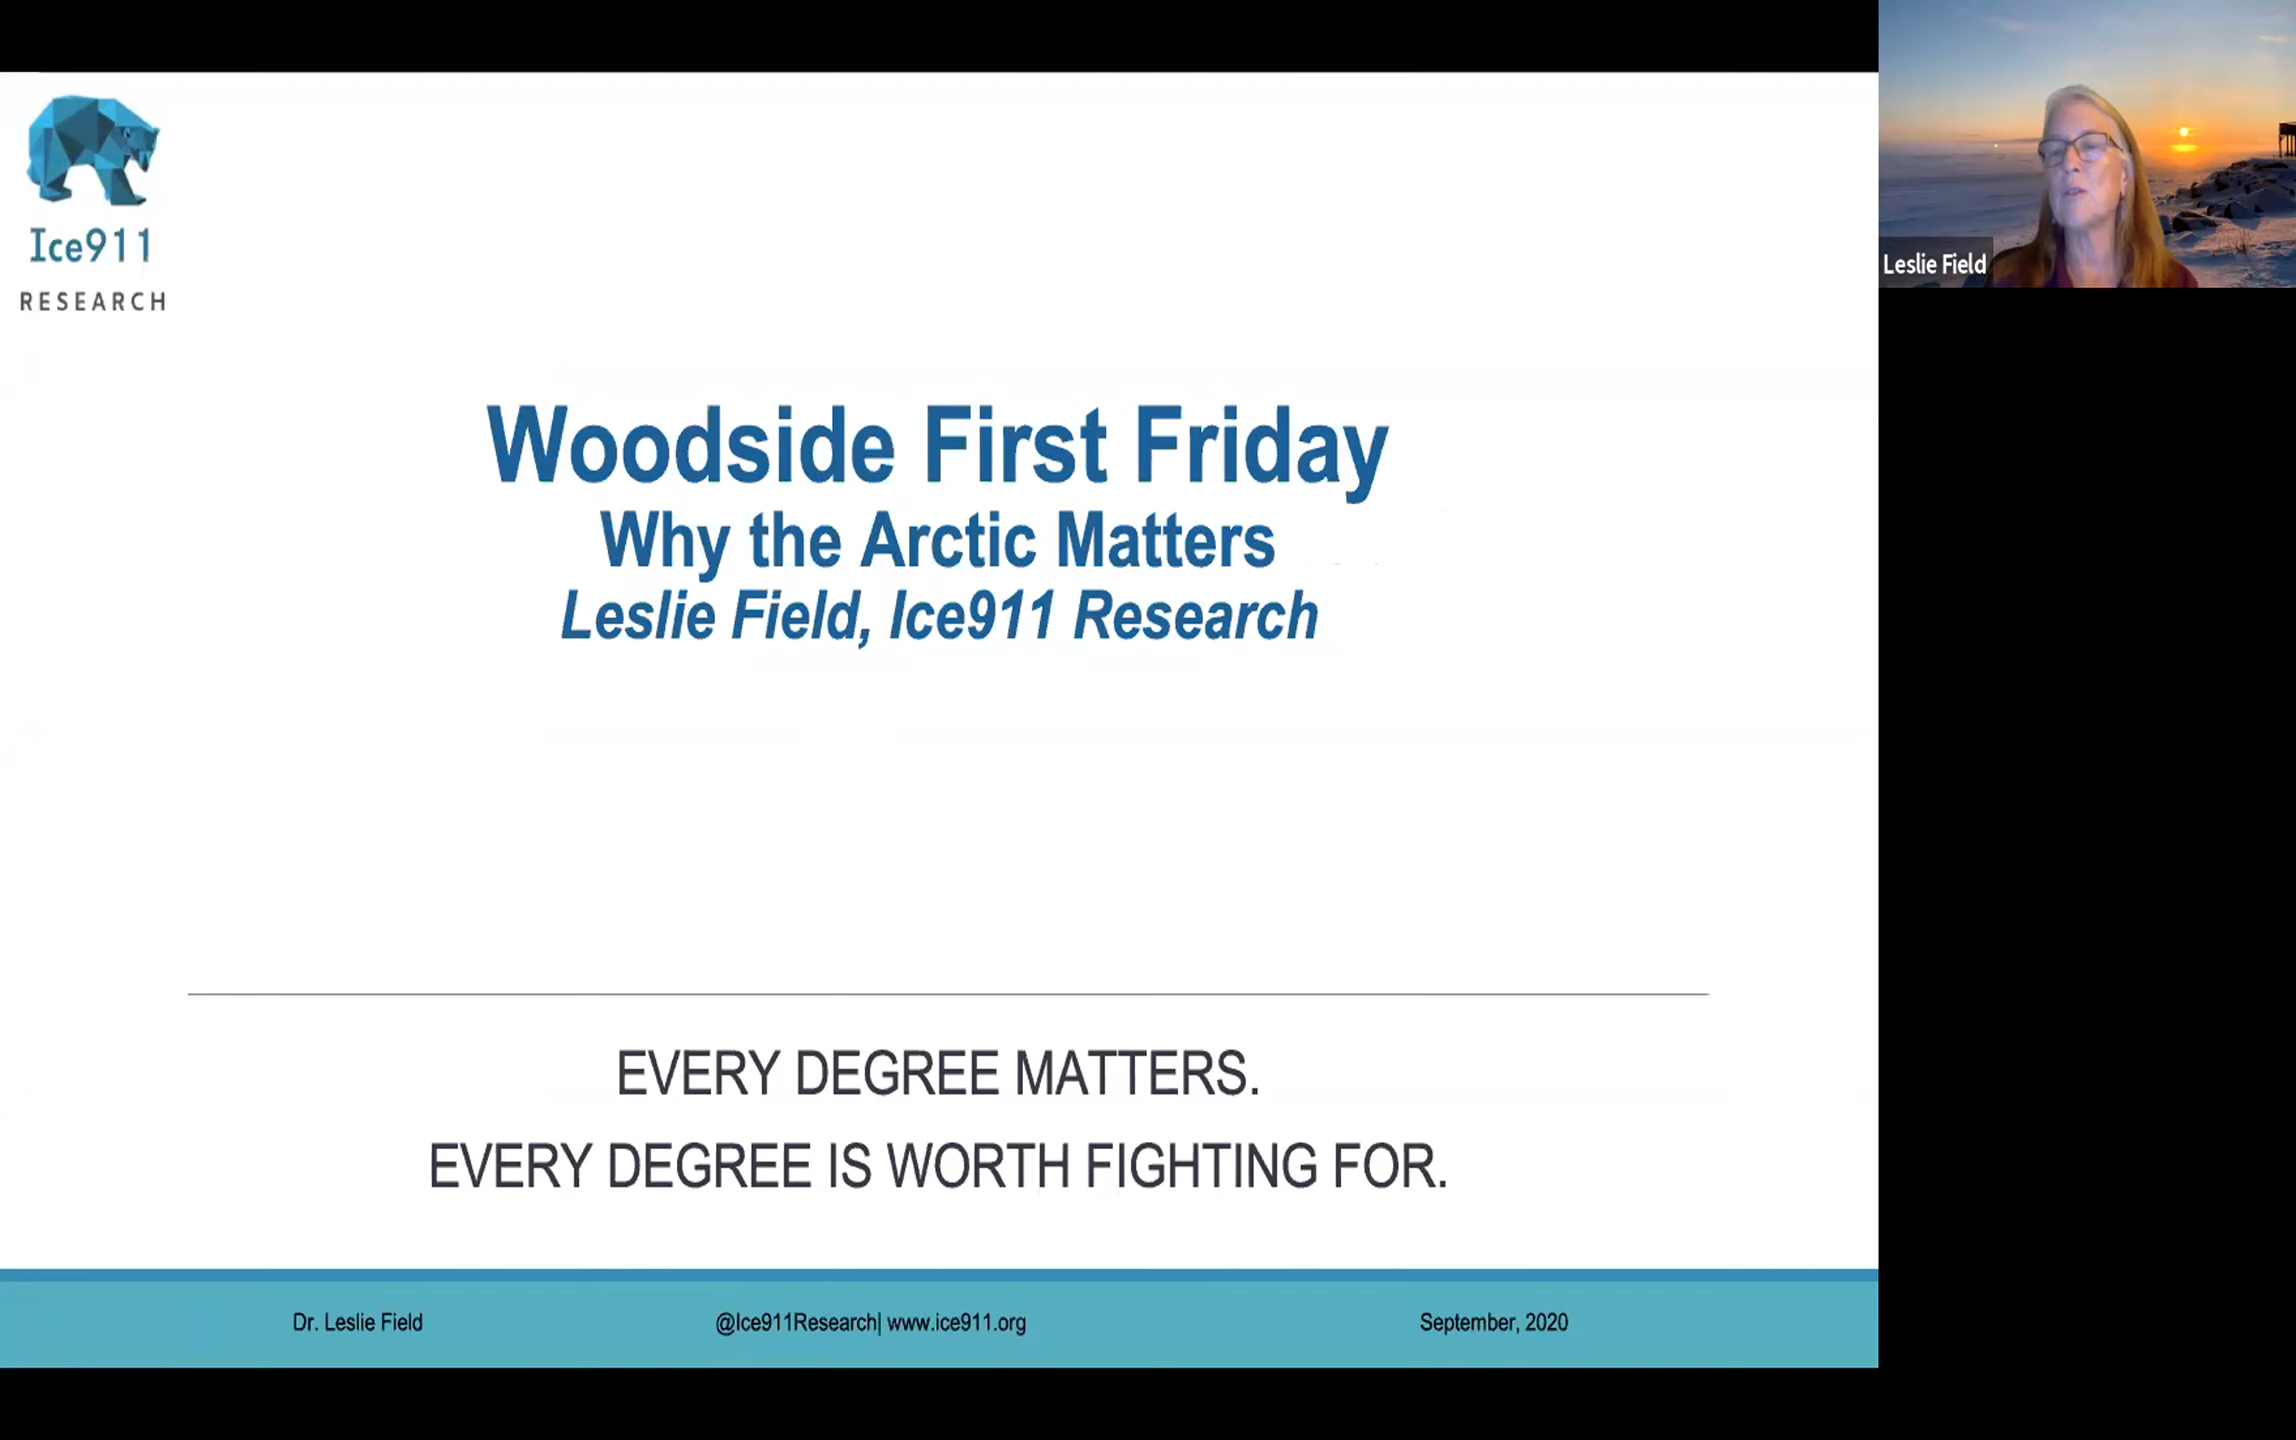 Ice911
RESEARCH
Woodside First Friday
Why the Arctic Matters
Leslie Field, Ice911 Research
EVERY DEGREE MATTERS.
EVERY DEGREE IS WORTH FIGHTING FOR.
Dr. Leslie Field
@Ice911Research| www.ice911.org
September, 2020
Leslie Field